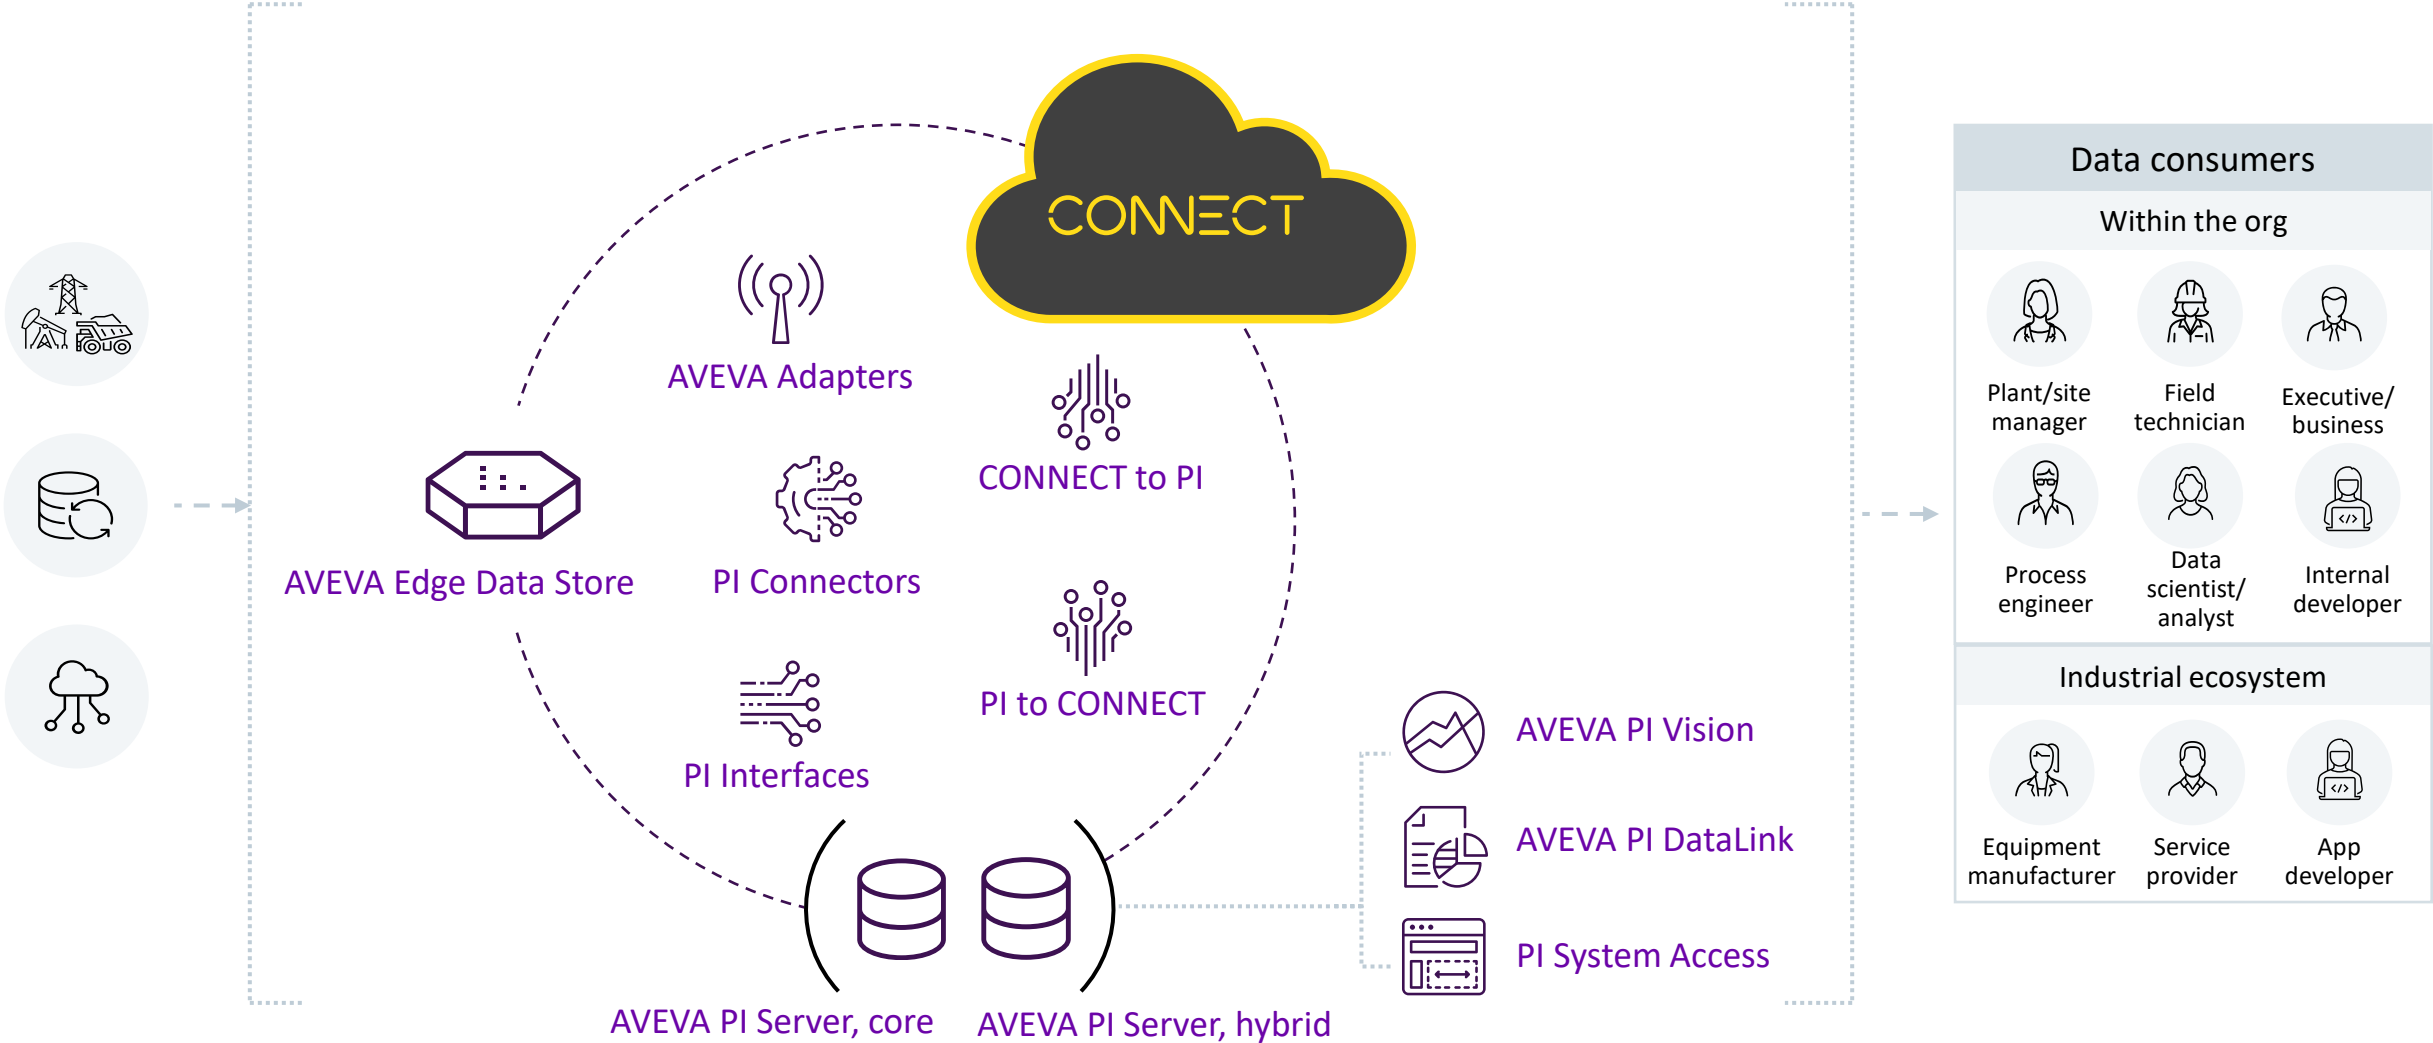 CONNECT
AVEVA Adapters
CONNECT to PI
AVEVA Edge Data Store
PI Connectors
PI to CONNECT
PI Interfaces
AVEVA PI Server, core
AVEVA PI Server, hybrid
AVEVA PI Vision
AVEVA PI DataLink
PI System Access
Data consumers
Within the org
Plant/site
manager
Field
technician
Executive/
business
Process
engineer
Data
scientist/
analyst
Internal
developer
Industrial ecosystem
Equipment
manufacturer
Service
provider
App
developer